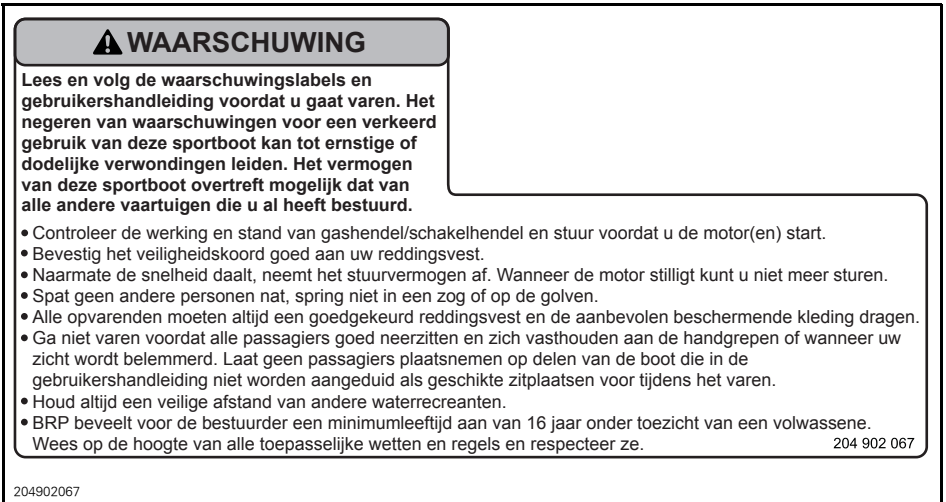 WAARSCHUWING
Lees en volg de waarschuwingslabels en
gebruikershandleiding voordat u gaat varen. Het
negeren van waarschuwingen voor een verkeerd
gebruik van deze sportboot kan tot ernstige of
dodelijke verwondingen leiden. Het vermogen
van deze sportboot overtreft mogelijk dat van
alle andere vaartuigen die u al heeft bestuurd.
• Controleer de werking en stand van gashendel/schakelhendel en stuur voordat u de motor(en) start.
• Bevestig het veiligheidskoord goed aan uw reddingsvest.
• Naarmate de snelheid daalt, neemt het stuurvermogen af. Wanneer de motor stilligt kunt u niet meer sturen.
• Spat geen andere personen nat, spring niet in een zog of op de golven.
• Alle opvarenden moeten altijd een goedgekeurd reddingsvest en de aanbevolen beschermende kleding dragen.
• Ga niet varen voordat alle passagiers goed neerzitten en zich vasthouden aan de handgrepen of wanneer uw
zicht wordt belemmerd. Laat geen passagiers plaatsnemen op delen van de boot die in de
gebruikershandleiding niet worden aangeduid als geschikte zitplaatsen voor tijdens het varen.
• Houd altijd een veilige afstand van andere waterrecreanten.
• BRP beveelt voor de bestuurder een minimumleeftijd aan van 16 jaar onder toezicht van een volwassene.
Wees op de hoogte van alle toepasselijke wetten en regels en respecteer ze. 204 902 067
204902067